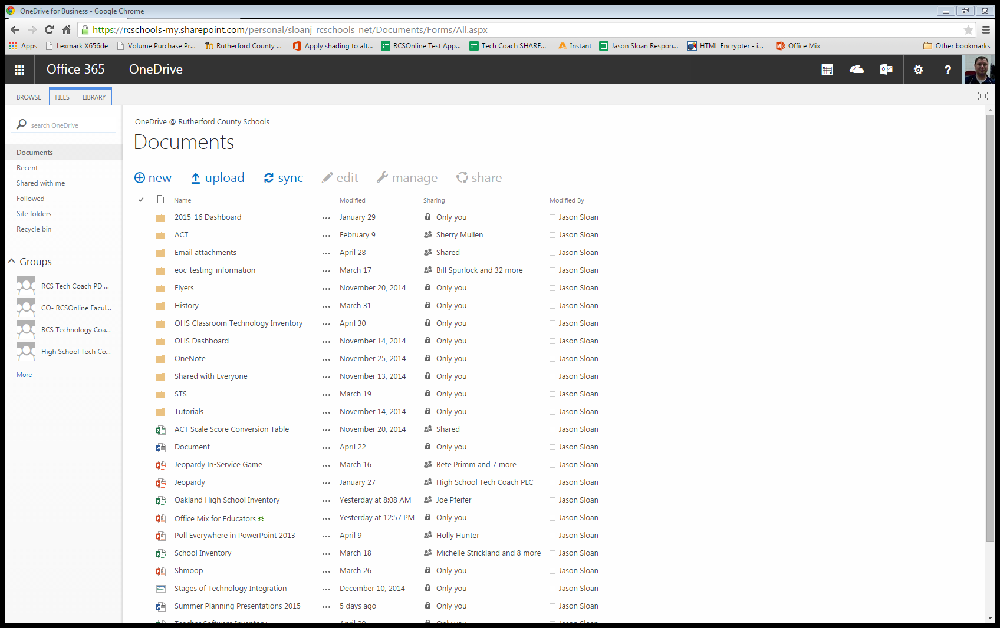 OneDrive for Business - Google Chrome
https://rcschools-my.sharepoint.com/personal/sloanj_rcschools_net/Documents/Forms/All.aspx
Apps Lexmark X656de Volume Purchase Pr... Rutherford County ... Apply shading to alt... RCSOnline Test App... Tech Coach SHARE... Instant Jason Sloan Respon... HTML Encrypter - i... Office Mix Other bookmarks
Office 365 OneDrive ?
BROWSE FILES LIBRARY
search OneDrive
Documents
Recent
Shared with me
Followed
Site folders
Recycle bin
Groups
RCS Tech Coach PD ...
CO- RCSOnline Facul...
RCS Technology Coa...
High School Tech Co...
More
OneDrive @ Rutherford County Schools
Documents
new upload sync edit manage share
Name Modified Sharing Modified By
2015-16 Dashboard ... January 29 Only you Jason Sloan
ACT ... February 9 Sherry Mullen Jason Sloan
Email attachments ... April 28 Shared Jason Sloan
eoc-testing-information ... March 17 Bill Spurlock and 32 more Jason Sloan
Flyers ... November 20, 2014 Only you Jason Sloan
History ... March 31 Only you Jason Sloan
OHS Classroom Technology Inventory ... April 30 Only you Jason Sloan
OHS Dashboard ... November 14, 2014 Only you Jason Sloan
OneNote ... November 25, 2014 Only you Jason Sloan
Shared with Everyone ... November 13, 2014 Only you Jason Sloan
STS ... March 19 Only you Jason Sloan
Tutorials ... November 14, 2014 Only you Jason Sloan
ACT Scale Score Conversion Table ... November 20, 2014 Shared Jason Sloan
Document ... April 22 Only you Jason Sloan
Jeopardy In-Service Game ... March 16 Bete Primm and 7 more Jason Sloan
Jeopardy ... January 27 High School Tech Coach PLC Jason Sloan
Oakland High School Inventory ... Yesterday at 8:08 AM Joe Pfeifer Jason Sloan
Office Mix for Educators ... Yesterday at 12:57 PM Only you Jason Sloan
Poll Everywhere in PowerPoint 2013 ... April 9 Holly Hunter Jason Sloan
School Inventory ... March 18 Michelle Strickland and 8 more Jason Sloan
Shmoop ... March 26 Only you Jason Sloan
Stages of Technology Integration ... December 10, 2014 Only you Jason Sloan
Summer Planning Presentations 2015 ... 5 days ago Only you Jason Sloan
Teacher Software Inventory ... Only you Jason Sloan